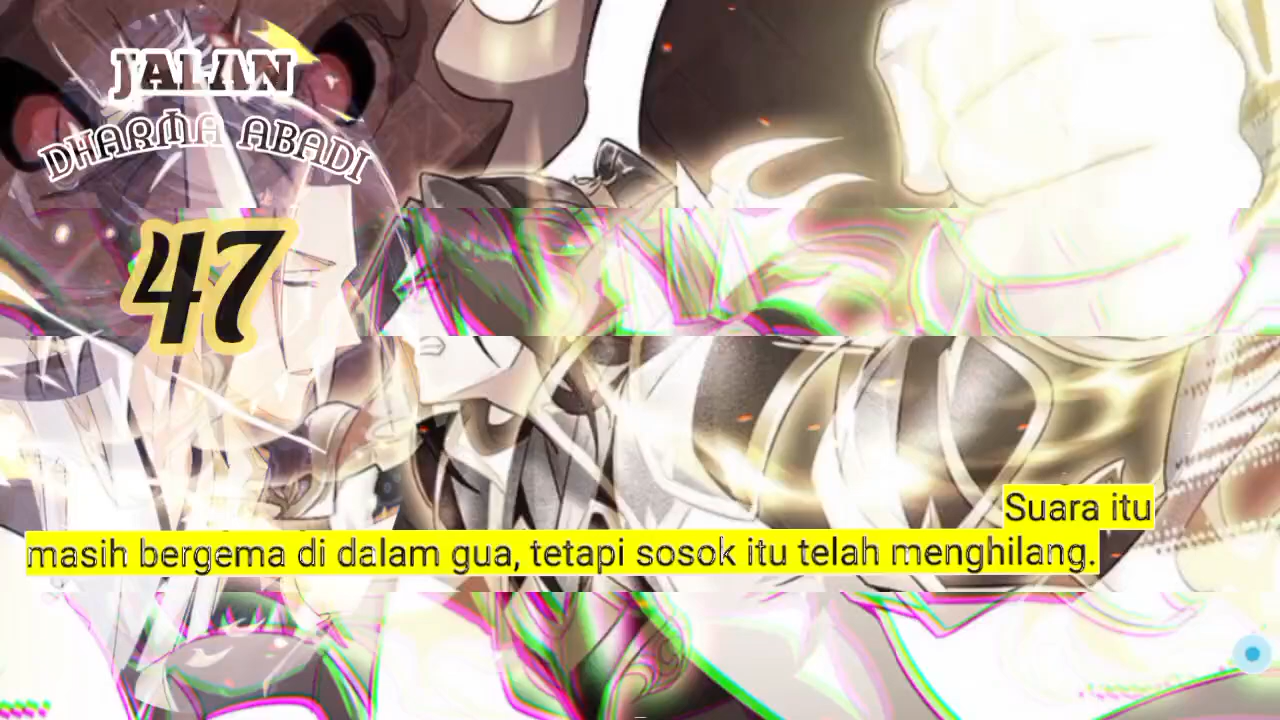 JALAN
DHARMA ABADI
47
Suara itu
masih bergema di dalam gua, tetapi sosok itu telah menghilang.